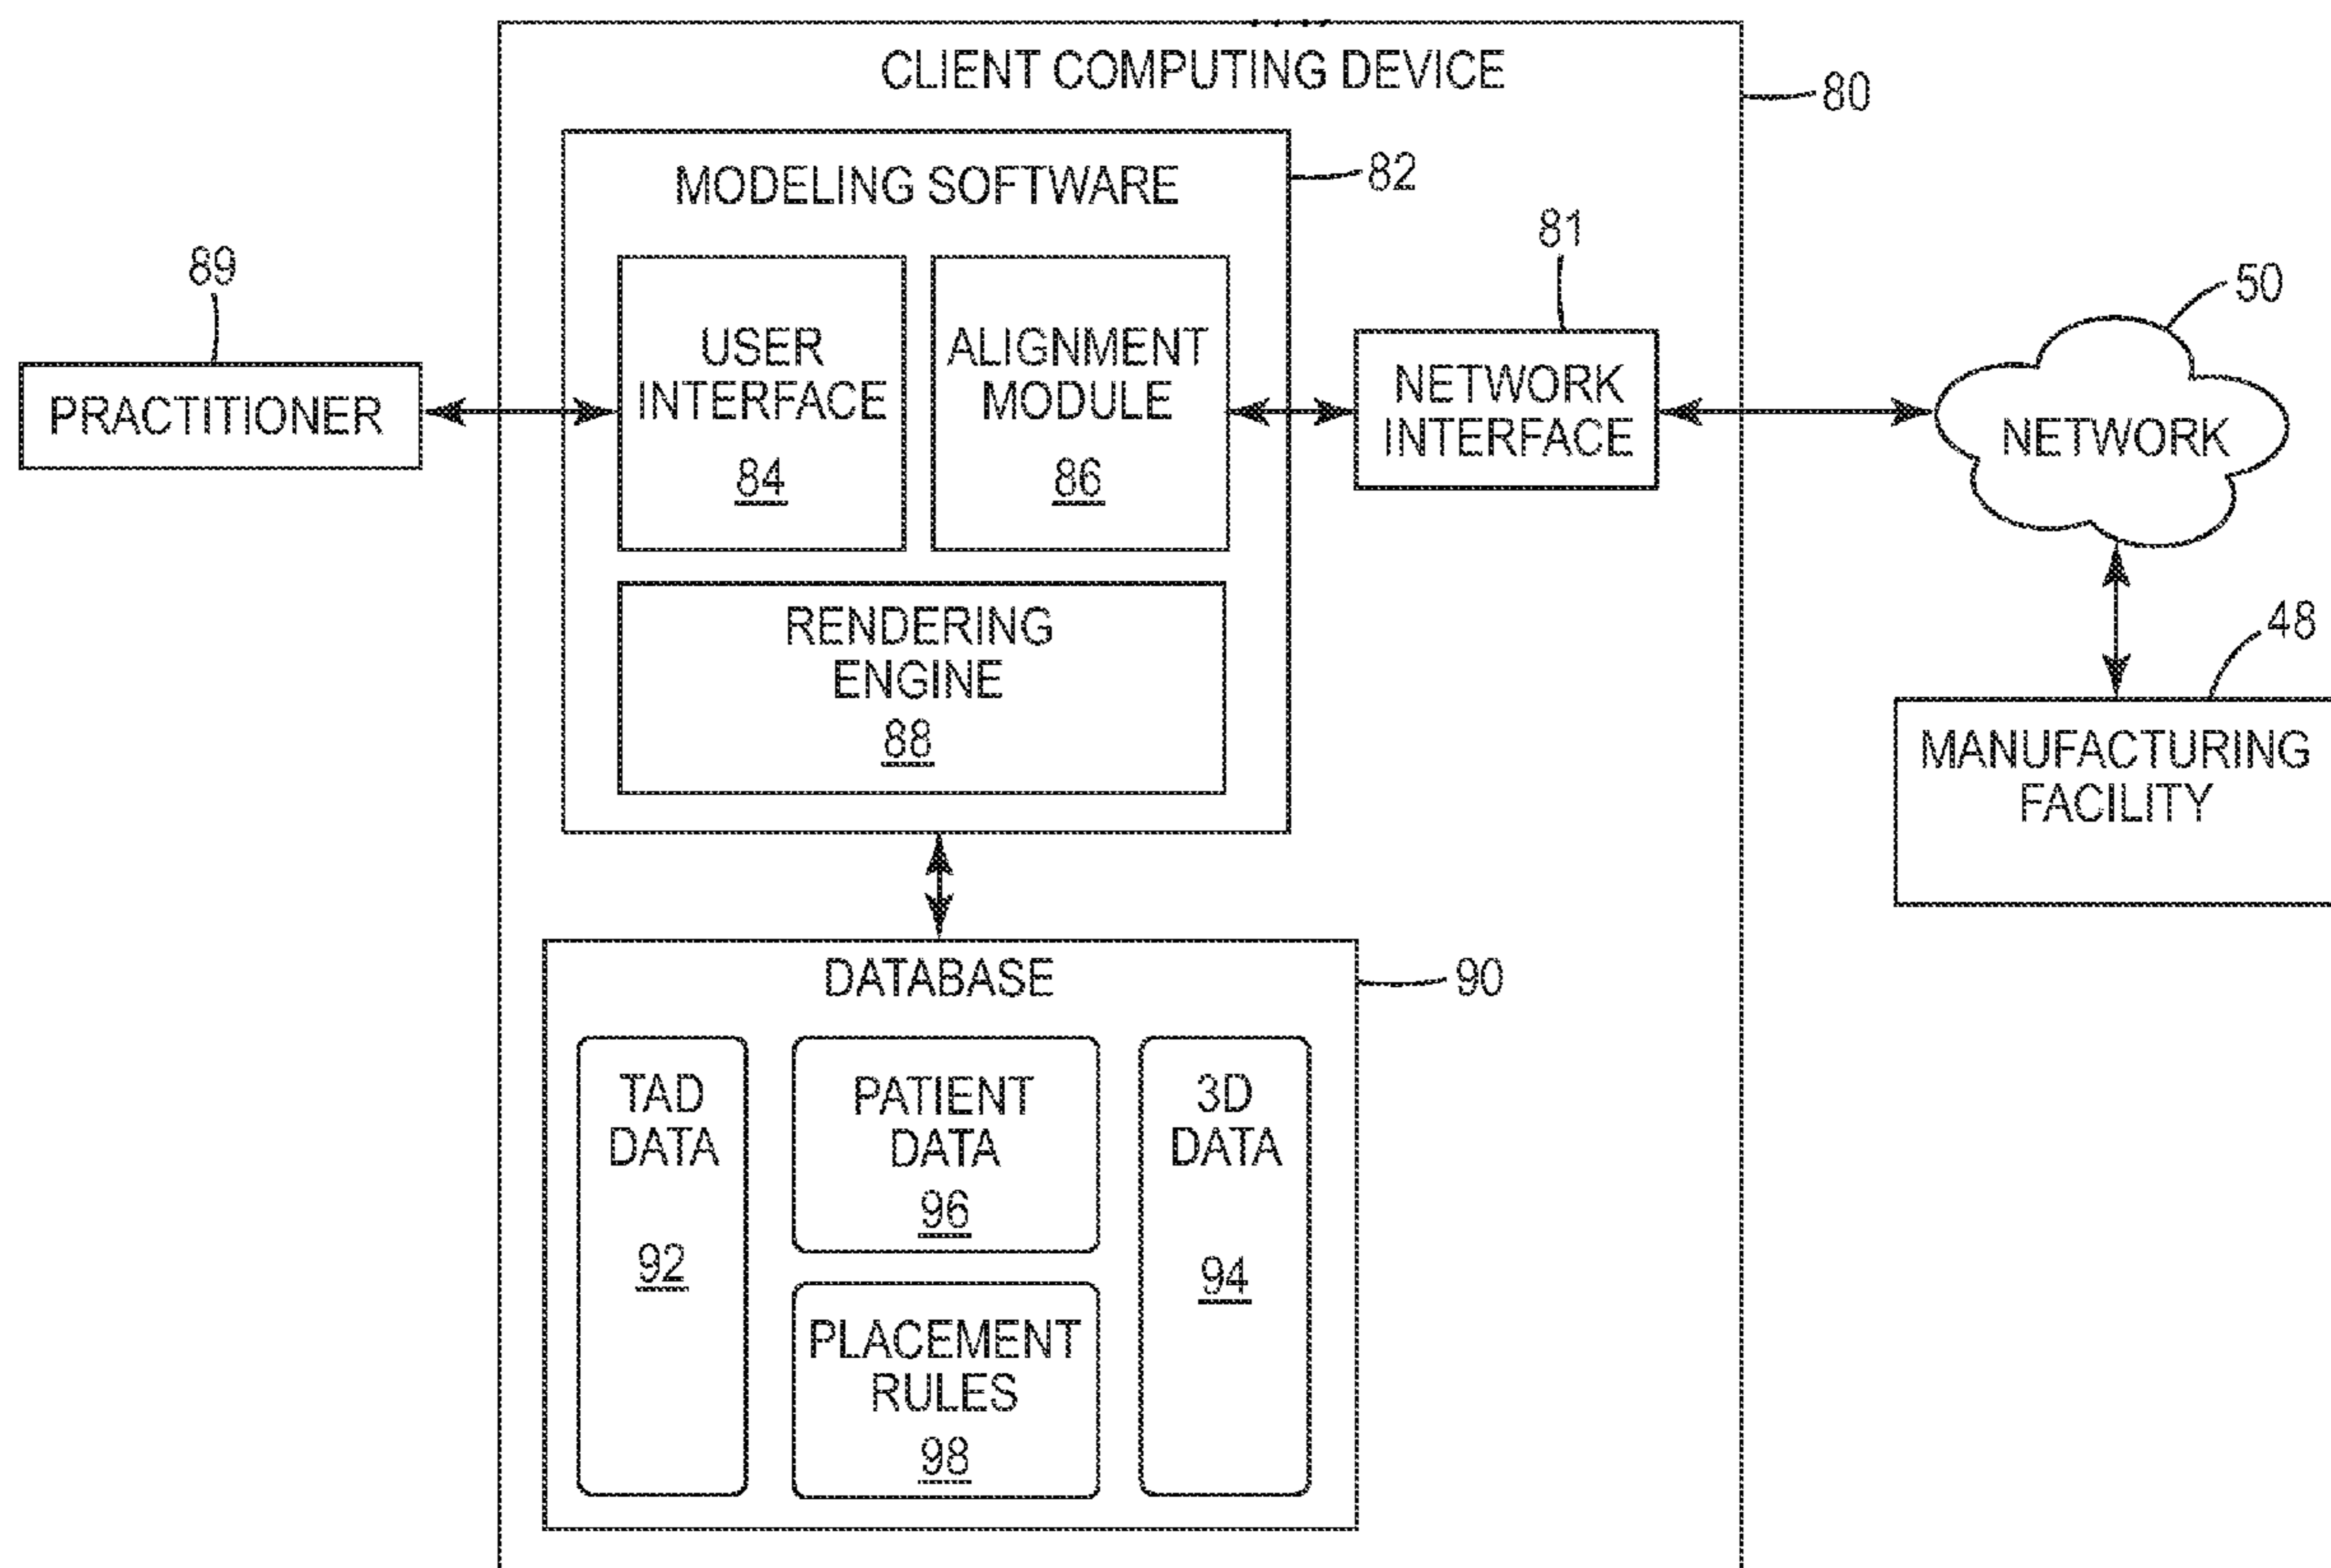 CLIENT COMPUTING DEVICE
80
MODELING SOFTWARE
82
89
PRACTITIONER
USER
INTERFACE
84
ALIGNMENT
MODULE
86
81
NETWORK
INTERFACE
50
NETWORK
RENDERING
ENGINE
88
48
MANUFACTURING
FACILITY
DATABASE
90
TAD
DATA
92
PATIENT
DATA
96
3D
DATA
94
PLACEMENT
RULES
98